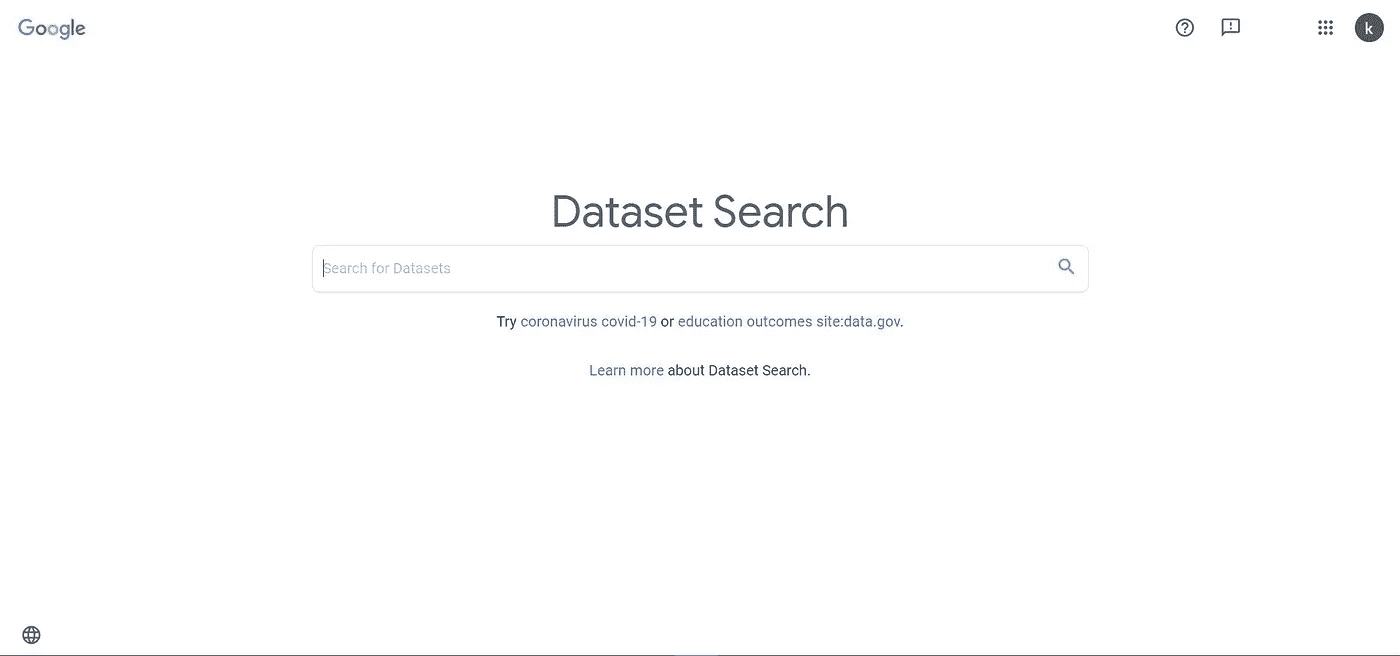 Google
k
Dataset Search
Search for Datasets
Try coronavirus covid-19 or education outcomes site:data.gov.
Learn more about Dataset Search.